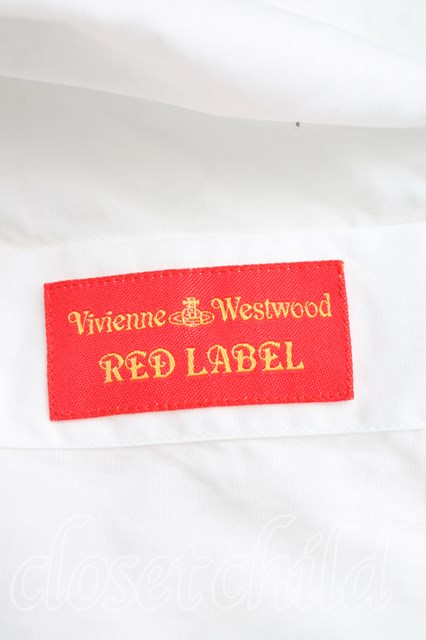 Vivienne Westwood
RED LABEL
closet child